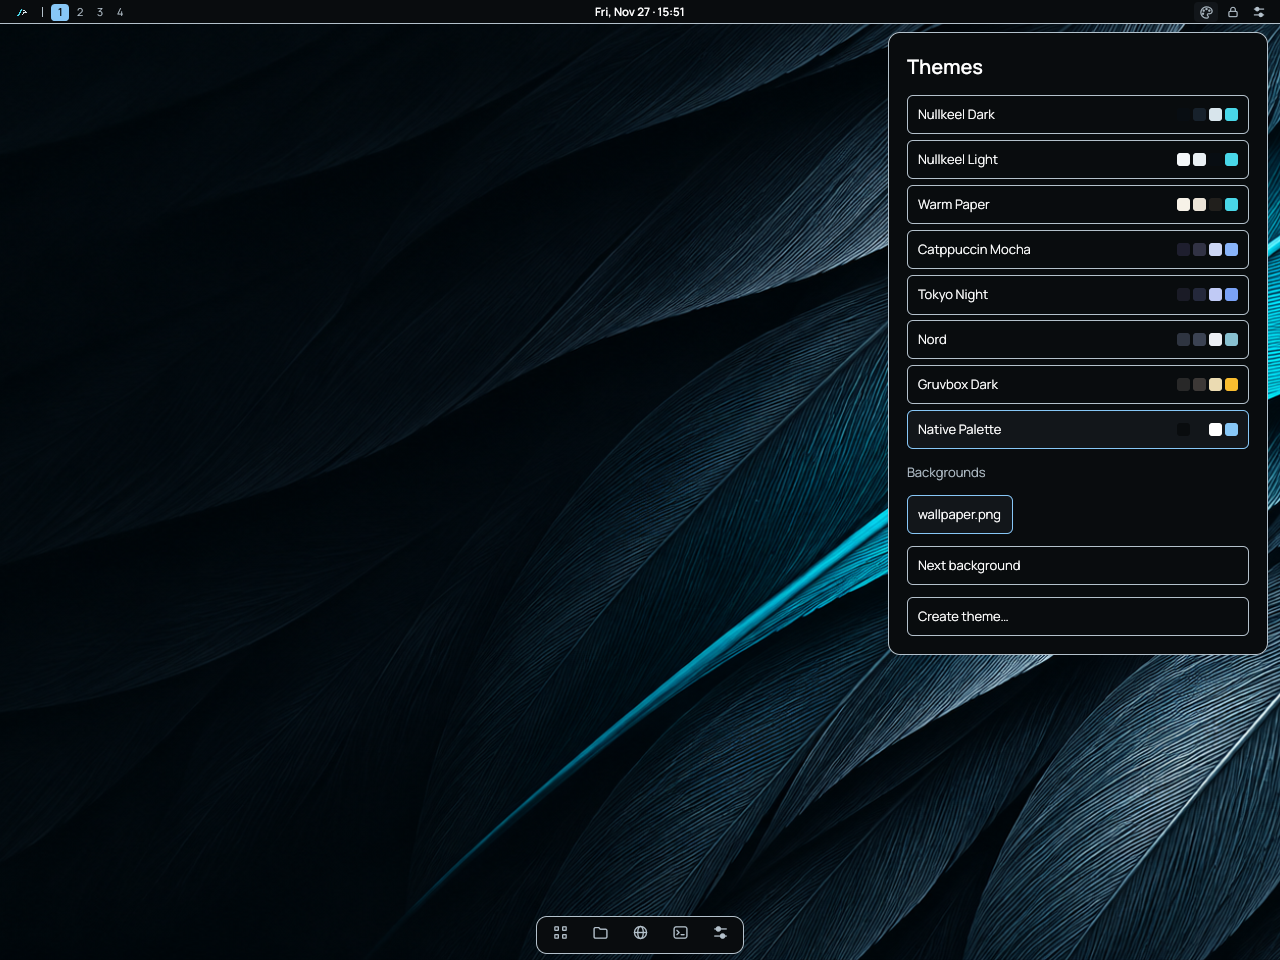 1 2 3 4
Fri, Nov 27 · 15:51
Themes
Nullkeel Dark
Nullkeel Light
Warm Paper
Catppuccin Mocha
Tokyo Night
Nord
Gruvbox Dark
Native Palette
Backgrounds
wallpaper.png
Next background
Create theme…